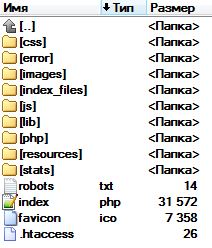 Имя Тип Размер
[..] <Папка>
[css] <Папка>
[error] <Папка>
[images] <Папка>
[index_files] <Папка>
[js] <Папка>
[lib] <Папка>
[php] <Папка>
[resources] <Папка>
[stats] <Папка>
robots txt 14
index php 31 572
favicon ico 7 358
.htaccess 26